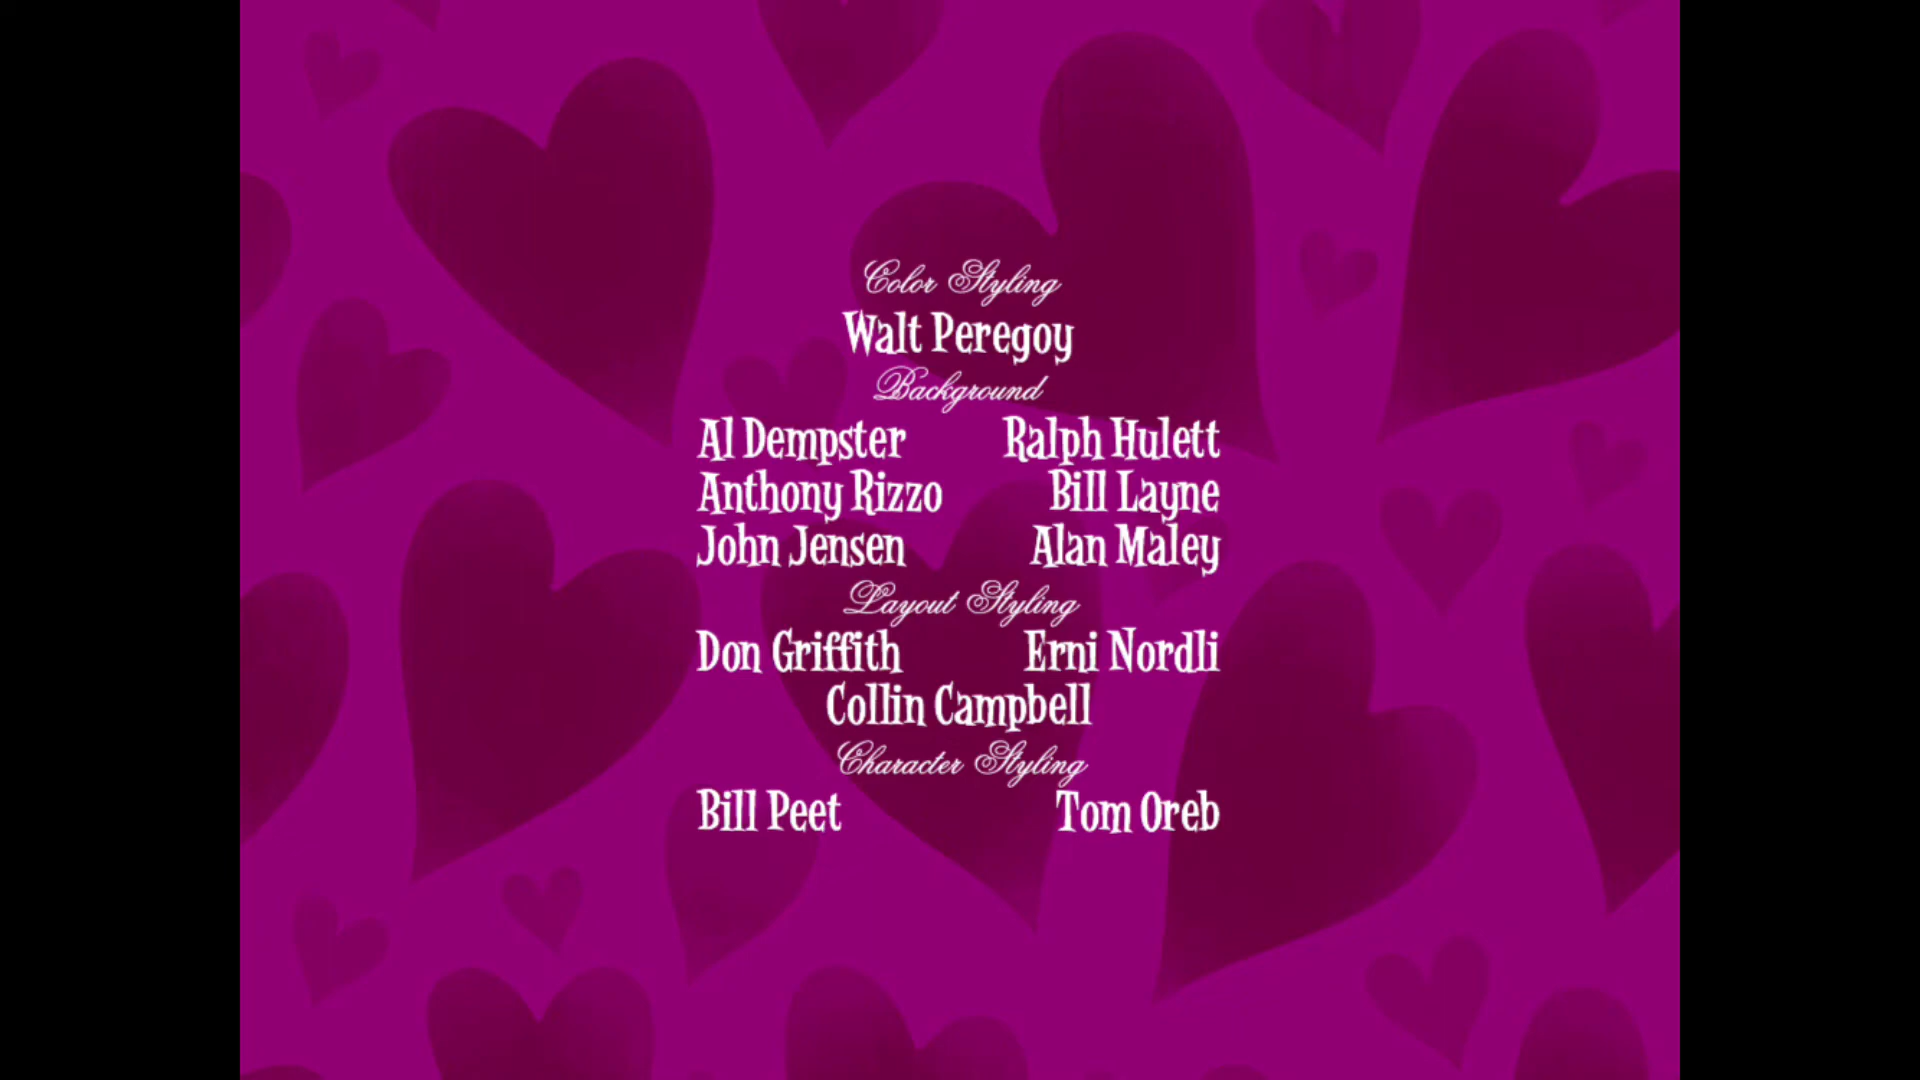 Color Styling
Walt Peregoy
Background
Al Dempster Ralph Hulett
Anthony Rizzo Bill Layne
John Jensen Alan Maley
Layout Styling
Don Griffith Erni Nordli
Collin Campbell
Character Styling
Bill Peet Tom Oreb